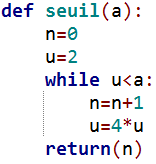 def seuil(a):
    n=0
    u=2
    while u<a:
        n=n+1
        u=4*u
    return(n)